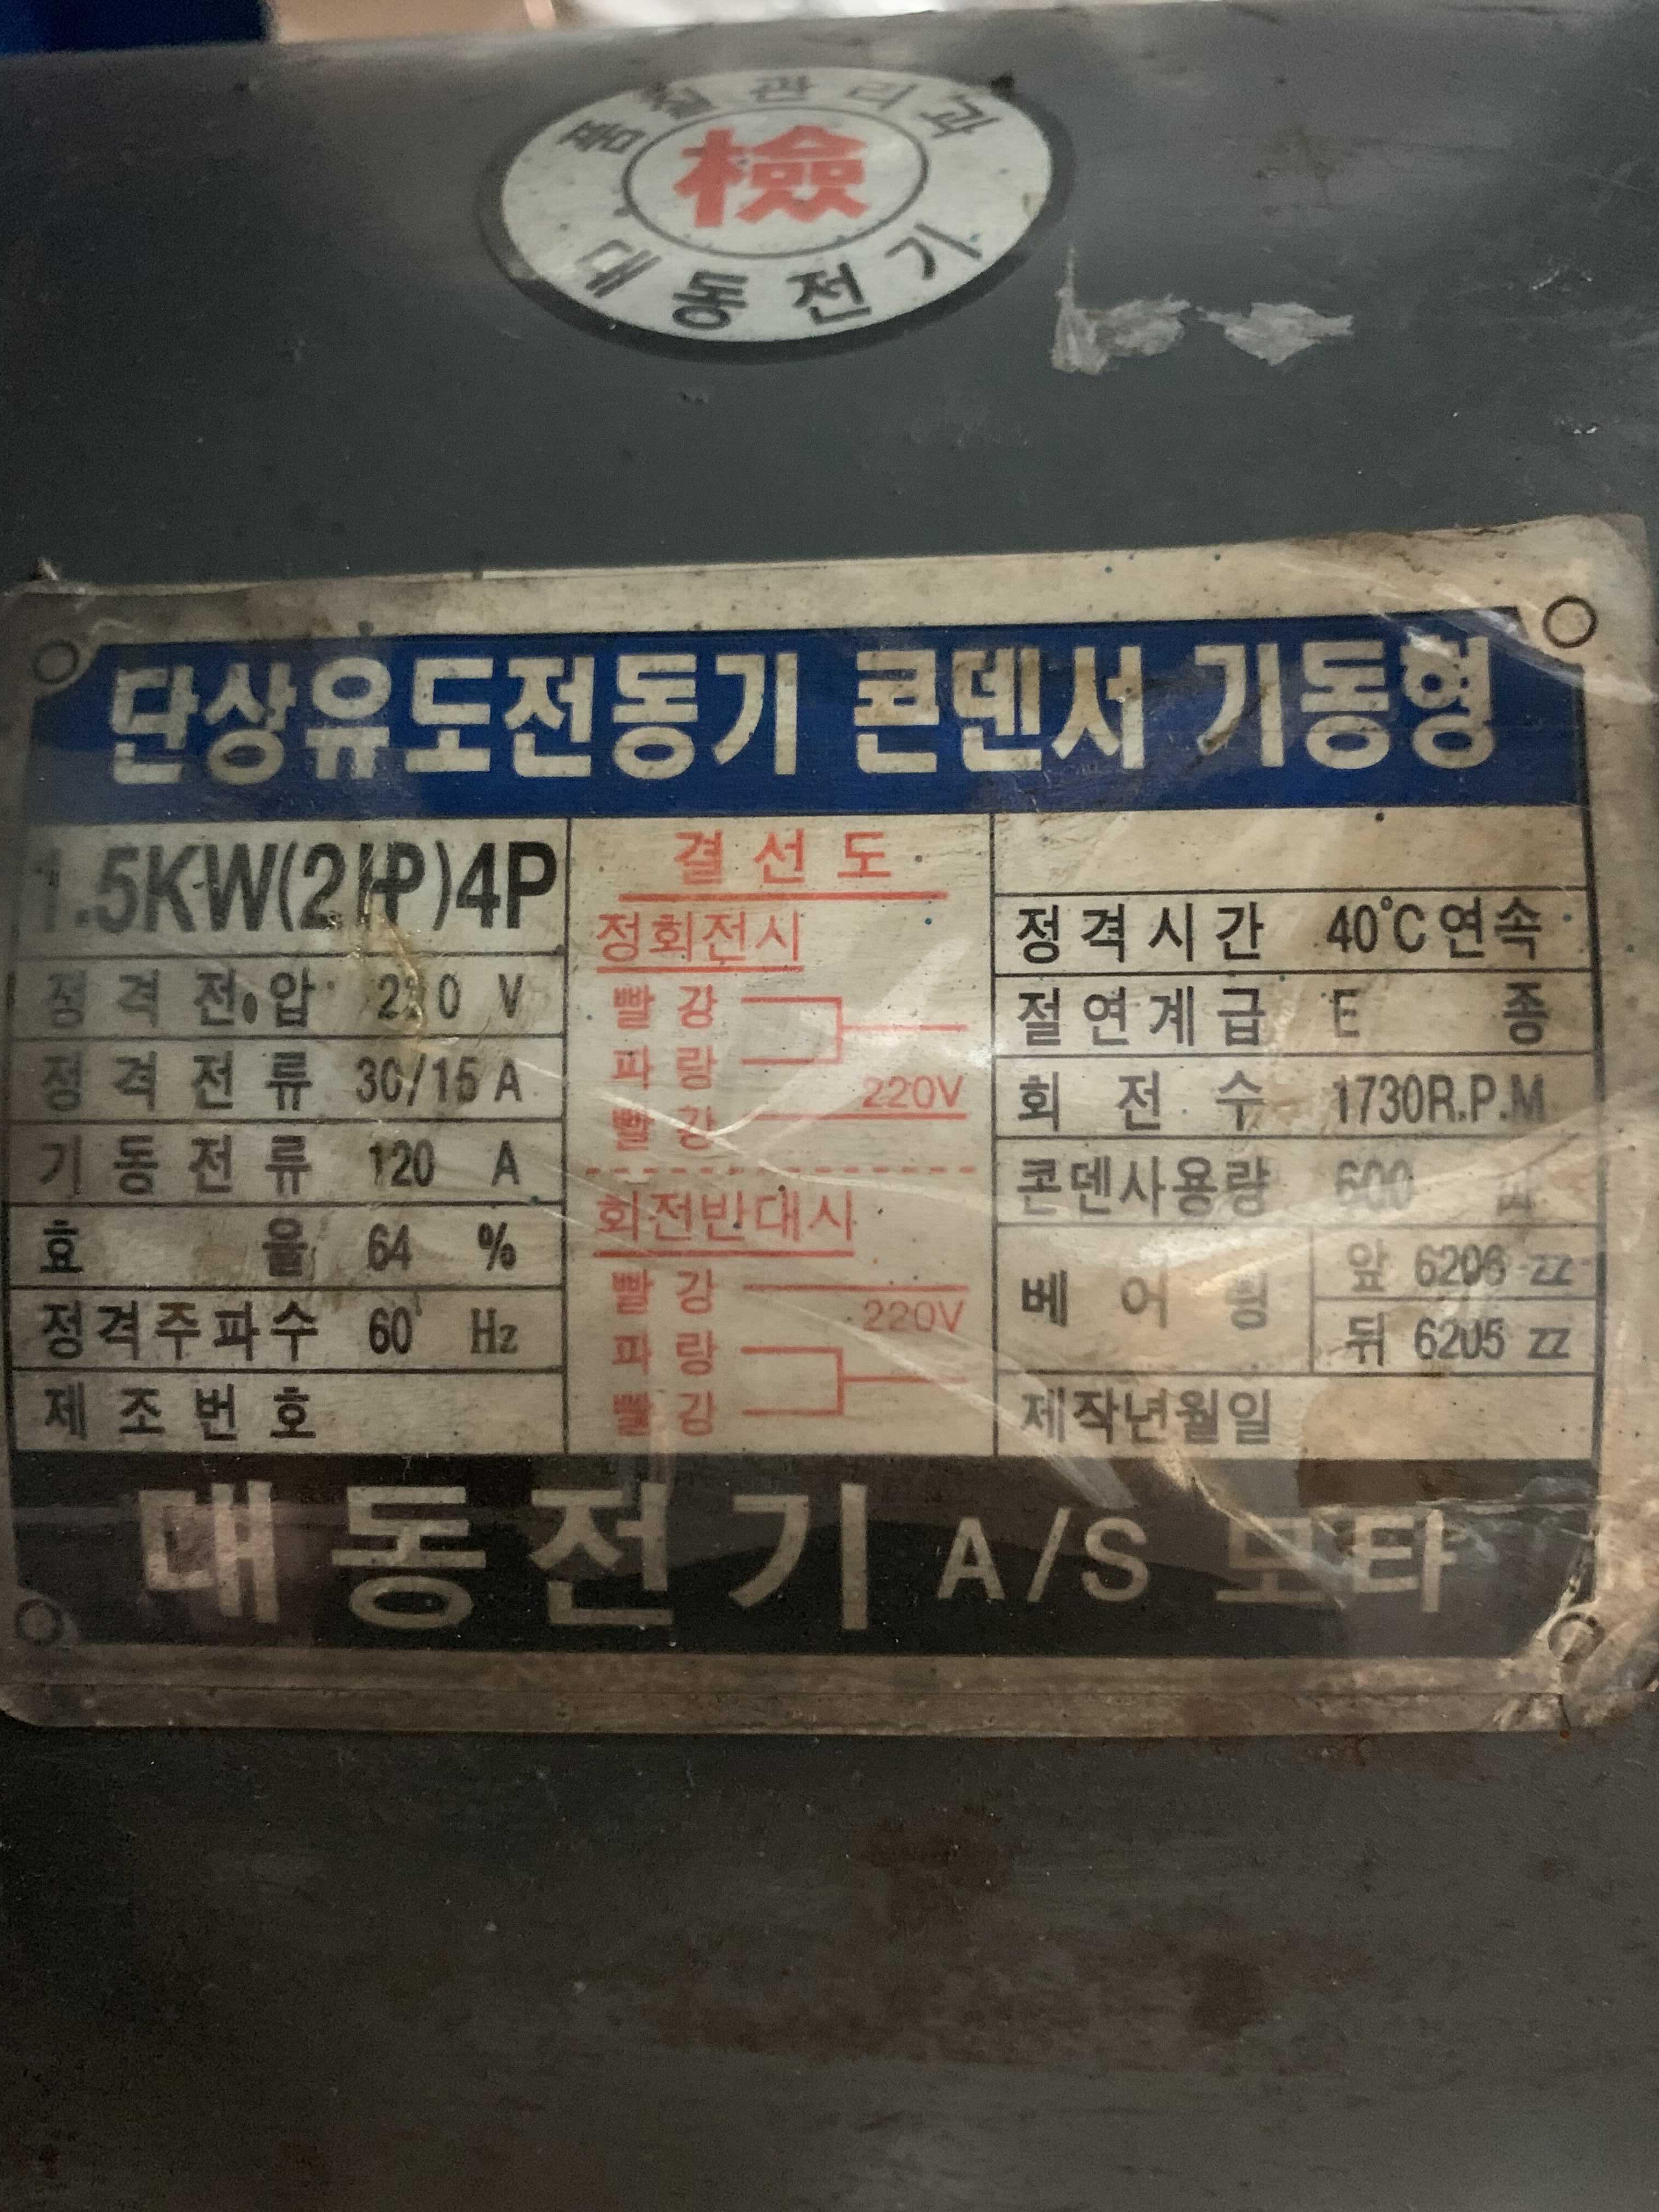 품질관리과
檢
대동전기
단상유도전동기 콘덴서 기동형
1.5KW(2HP)4P
정격전압 220 V
정격전류 30/15 A
기동전류 120 A
효율 64 %
정격주파수 60 Hz
제조번호
결선도
정회전시
빨강
파랑
220V
빨강
회전반대시
빨강
220V
파랑
빨강
정격시간 40°C연속
절연계급 E 종
회전수 1730R.P.M
콘덴사용량 600
베어링
앞 6206 ZZ
뒤 6205 ZZ
제작년월일
대동전기 A/S 모타